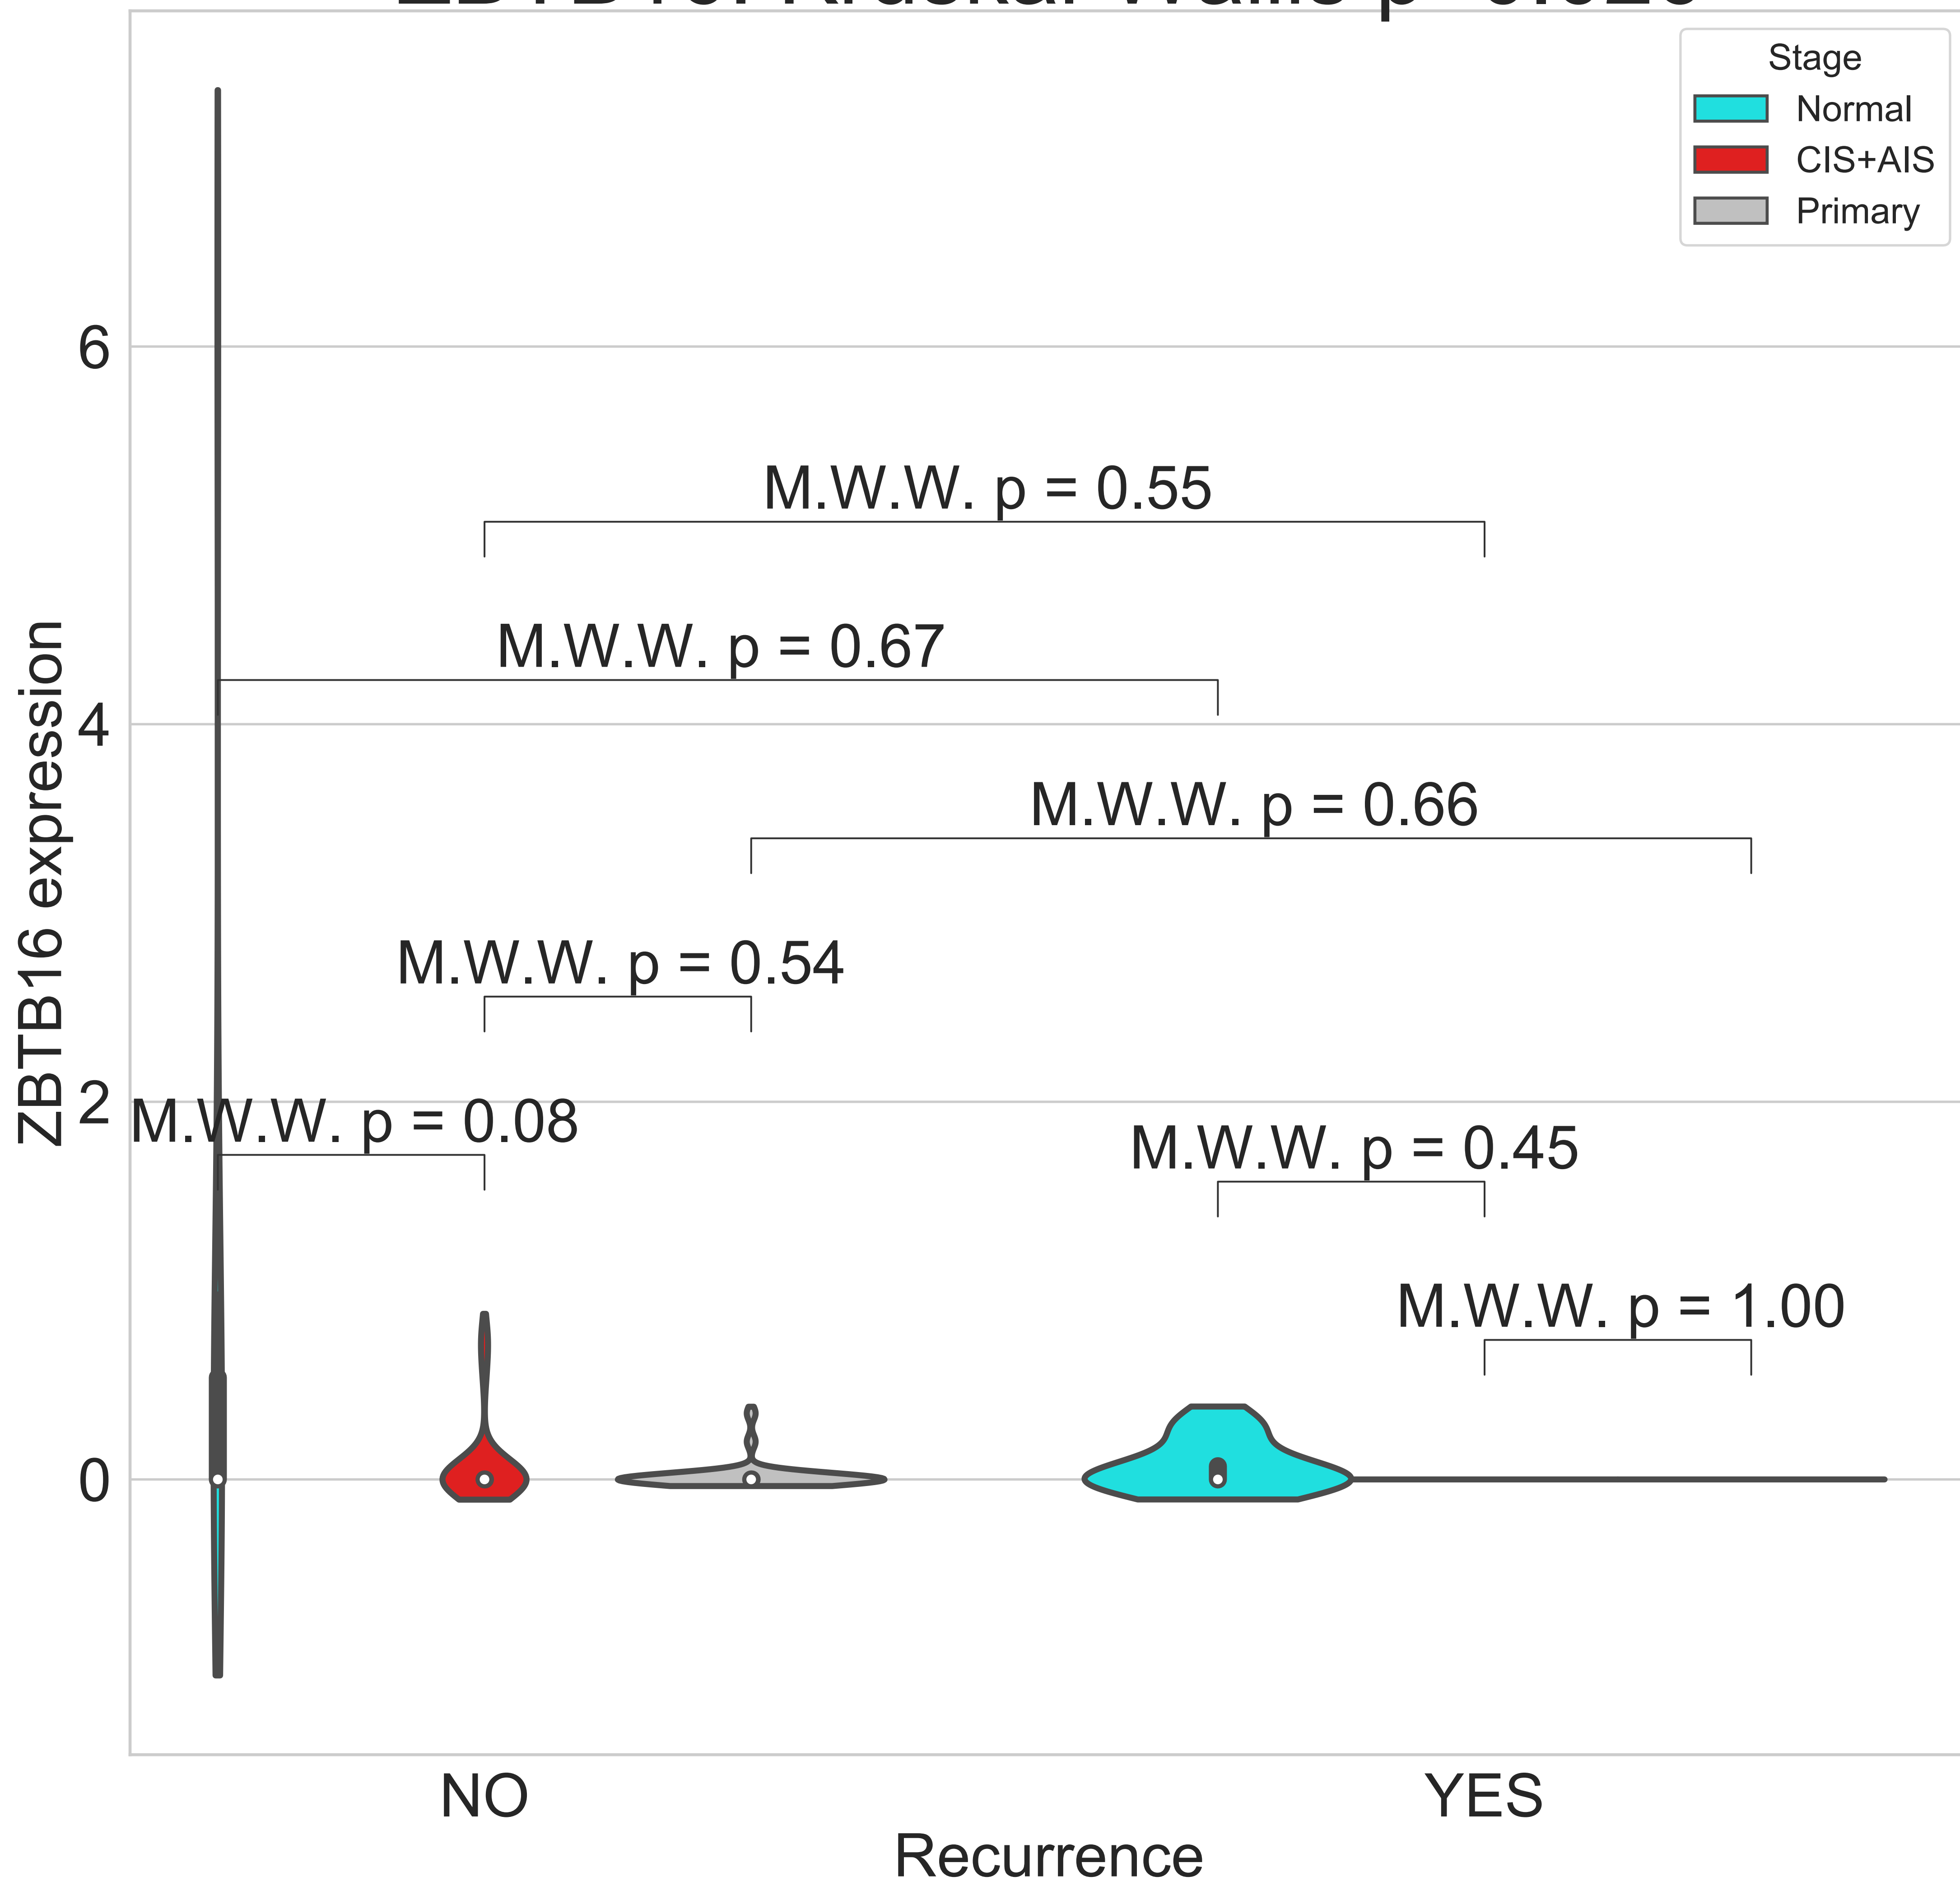 Stage
Normal
CIS+AIS
Primary
6
M.W.W. p = 0.55
M.W.W. p = 0.67
4
M.W.W. p = 0.66
ZBTB16 expression
M.W.W. p = 0.54
2
M.W.W. p = 0.08
M.W.W. p = 0.45
M.W.W. p = 1.00
0
NO
YES
Recurrence